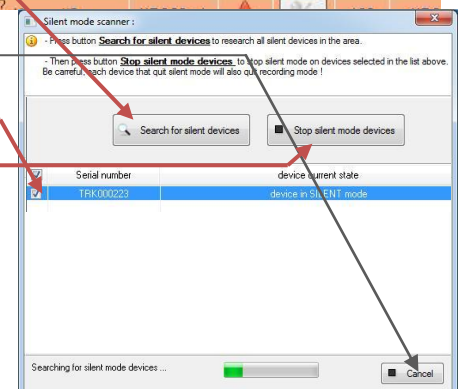 Silent mode scanner :
- Press button Search for silent devices to research all silent devices in the area.
- Then press button Stop silent mode devices to stop silent mode on devices selected in the list above.
Be careful, each device that quit silent mode will also quit recording mode !
Search for silent devices
Stop silent mode devices
Serial number
device current state
TRK000223
device in SILENT mode
Searching for silent mode devices ...
Cancel